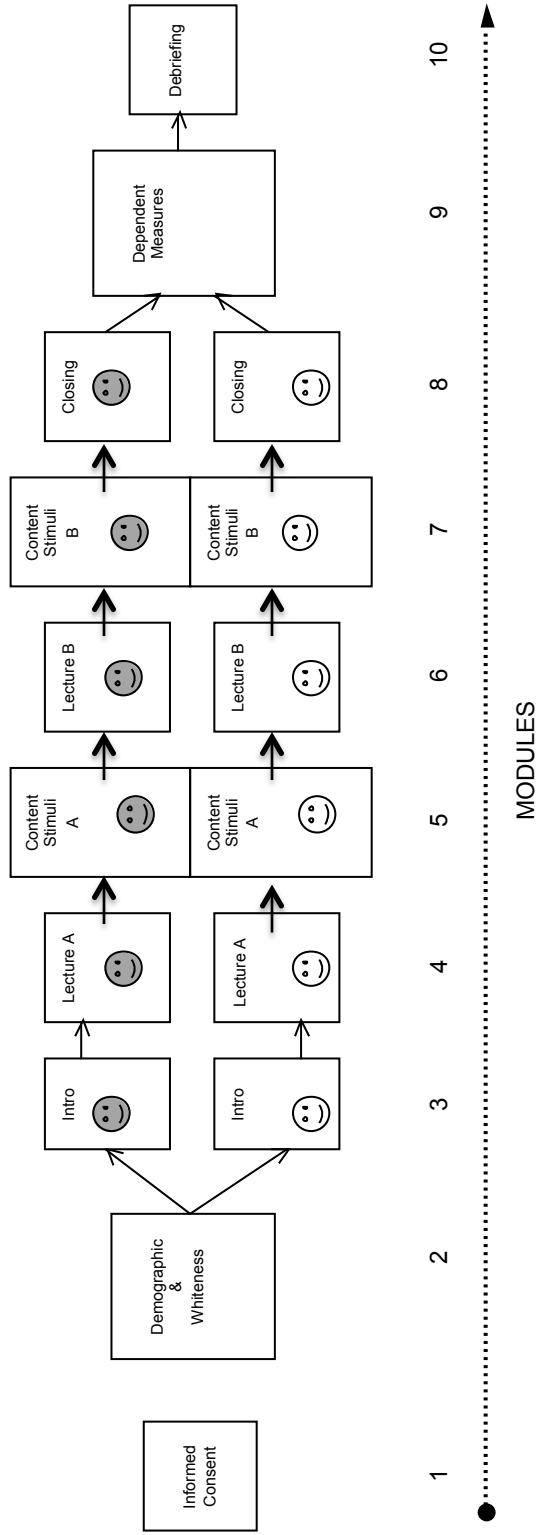 Informed
Consent
Demographic
&
Whiteness
Intro
Lecture A
Content
Stimuli
A
Lecture B
Content
Stimuli
B
Closing
Intro
Lecture A
Content
Stimuli
A
Lecture B
Content
Stimuli
B
Closing
Dependent
Measures
Debriefing
1 2 3 4 5 6 7 8 9 10
MODULES